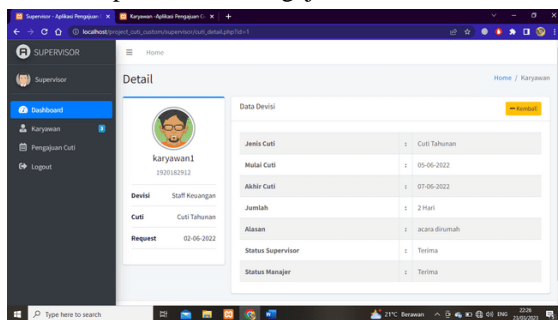 Supervisor - Aplikasi Pengajuan
Karyawan -Aplikasi Pengajuan C
localhost/project_cuti_custom/supervisor/cuti_detail.php?id=1
SUPERVISOR
Home
Supervisor
Detail
Home / Karyawan
Dashboard
Karyawan
Pengajuan Cuti
Logout
karyawan1
1920182912
Devisi Staff Keuangan
Cuti Cuti Tahunan
Request 02-06-2022
Data Devisi
Kembali
Jenis Cuti : Cuti Tahunan
Mulai Cuti : 05-06-2022
Akhir Cuti : 07-06-2022
Jumlah : 2 Hari
Alasan : acara dirumah
Status Supervisor : Terima
Status Manajer : Terima
Type here to search
21°C Berawan
ENG
22:26